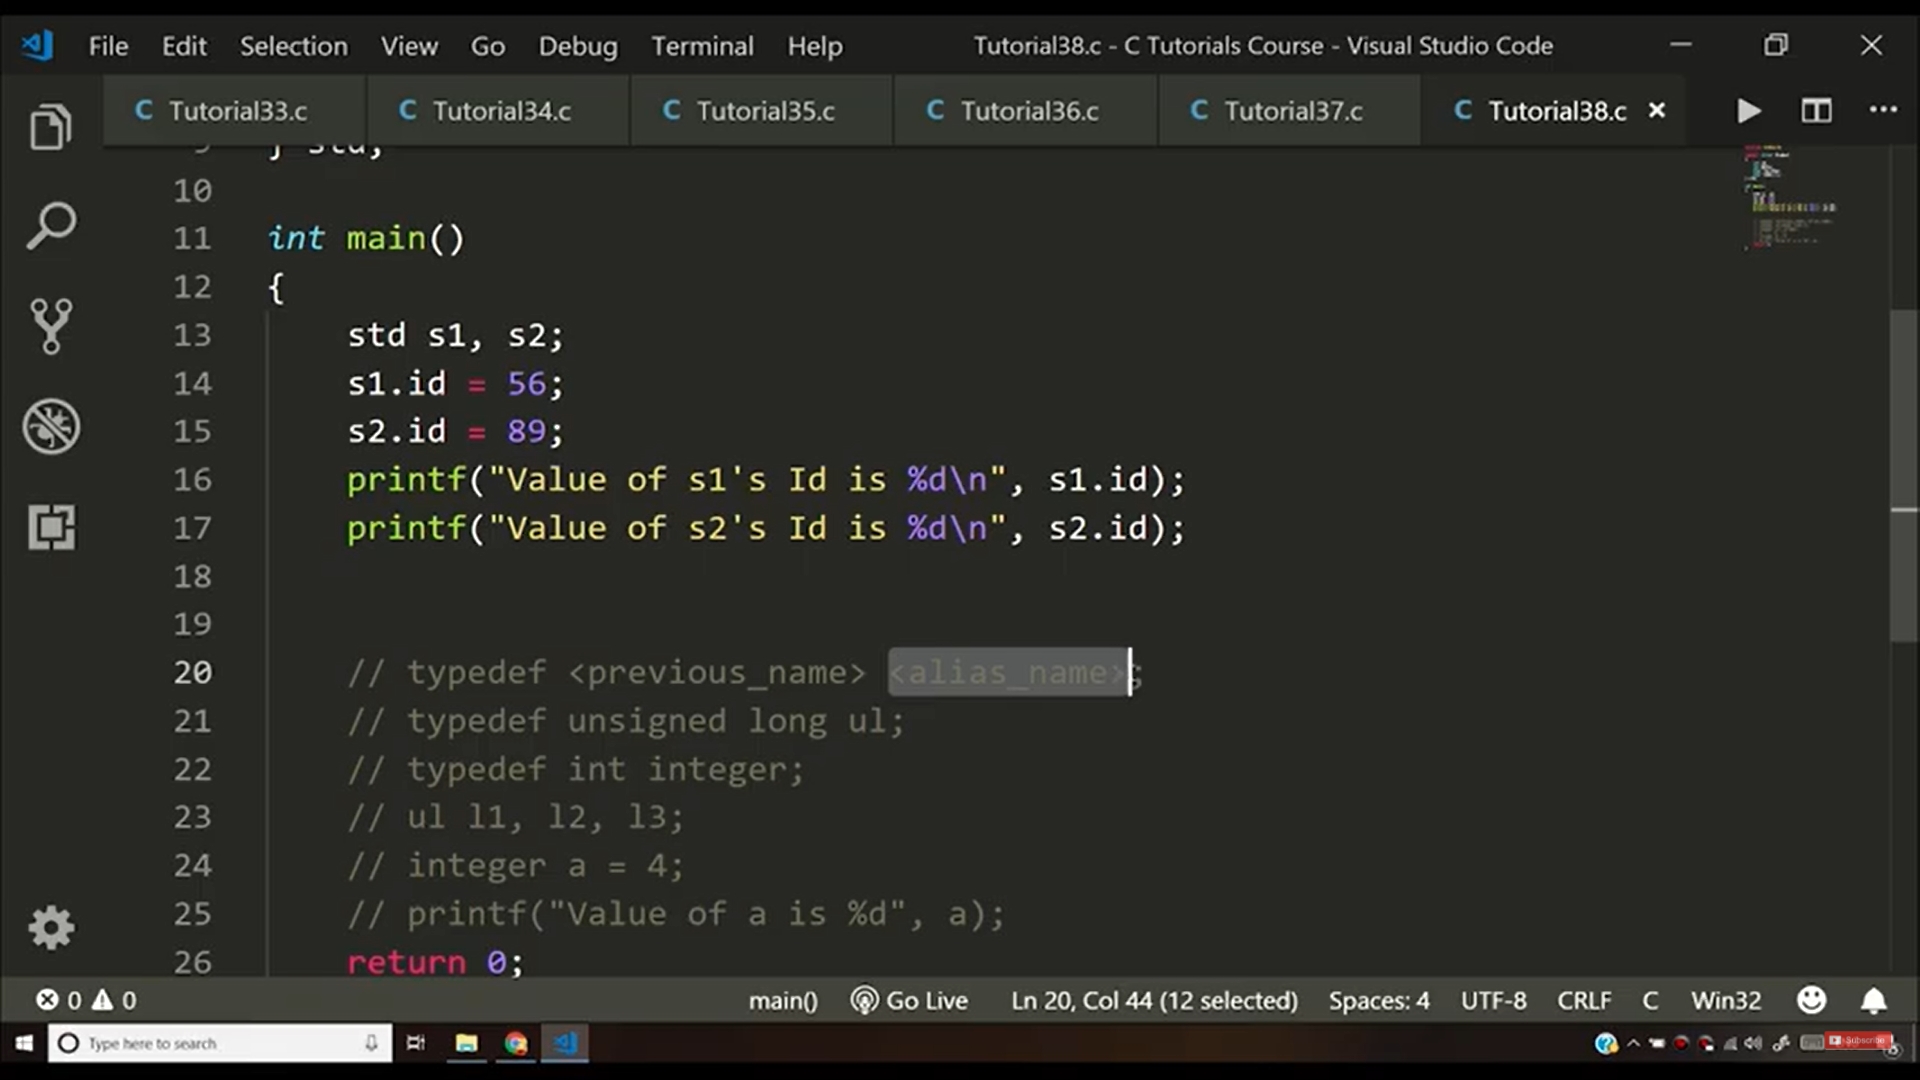 File Edit Selection View Go Debug Terminal Help Tutorial38.c - C Tutorials Course - Visual Studio Code
C Tutorial33.c C Tutorial34.c C Tutorial35.c C Tutorial36.c C Tutorial37.c C Tutorial38.c
9 } std;
10
11 int main()
12 {
13 std s1, s2;
14 s1.id = 56;
15 s2.id = 89;
16 printf("Value of s1's Id is %d\n", s1.id);
17 printf("Value of s2's Id is %d\n", s2.id);
18
19
20 // typedef <previous_name> <alias_name>;
21 // typedef unsigned long ul;
22 // typedef int integer;
23 // ul l1, l2, l3;
24 // integer a = 4;
25 // printf("Value of a is %d", a);
26 return 0;
0 0 main() Go Live Ln 20, Col 44 (12 selected) Spaces: 4 UTF-8 CRLF C Win32
Type here to search
Subscribe